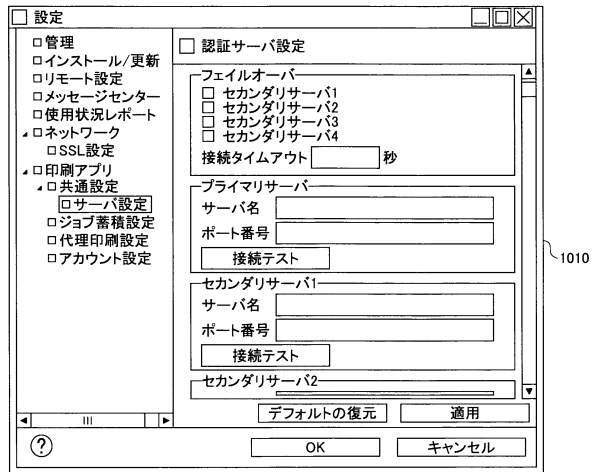 設定
管理
インストール/更新
リモート設定
メッセージセンター
使用状況レポート
ネットワーク
SSL設定
印刷アプリ
共通設定
サーバ設定
ジョブ蓄積設定
代理印刷設定
アカウント設定
認証サーバ設定
フェイルオーバ
セカンダリサーバ1
セカンダリサーバ2
セカンダリサーバ3
セカンダリサーバ4
接続タイムアウト 秒
プライマリサーバ
サーバ名
ポート番号
接続テスト
セカンダリサーバ1
サーバ名
ポート番号
接続テスト
セカンダリサーバ2
デフォルトの復元 適用
? OK キャンセル
1010